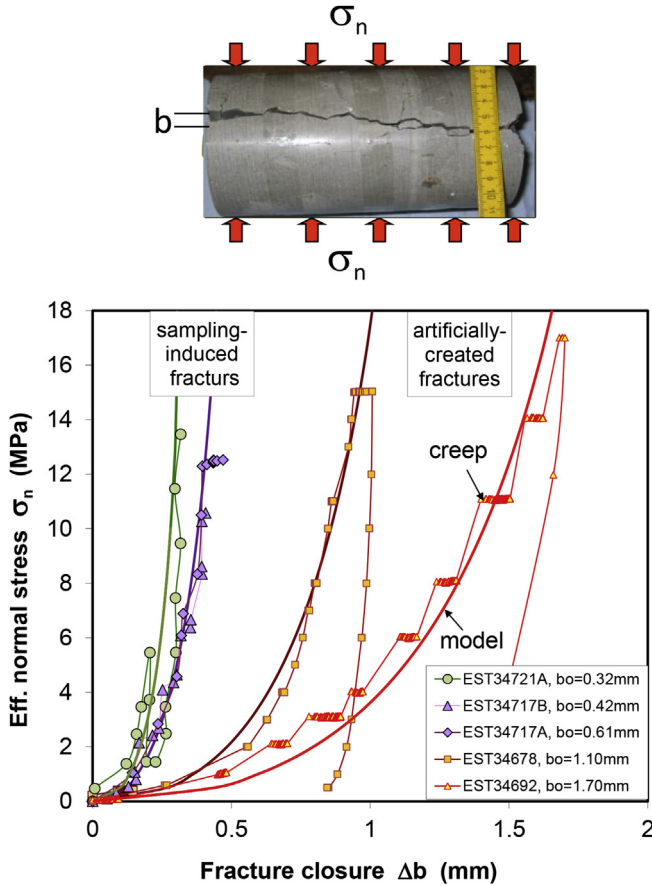 σn
b
σn
18
16
14
12
10
8
6
4
2
0
Eff. normal stress σn (MPa)
sampling-
induced
fracturs
artificially-
created
fractures
creep
model
EST34721A, bo=0.32mm
EST34717B, bo=0.42mm
EST34717A, bo=0.61mm
EST34678, bo=1.10mm
EST34692, bo=1.70mm
0
0.5
1
1.5
2
Fracture closure Δb (mm)